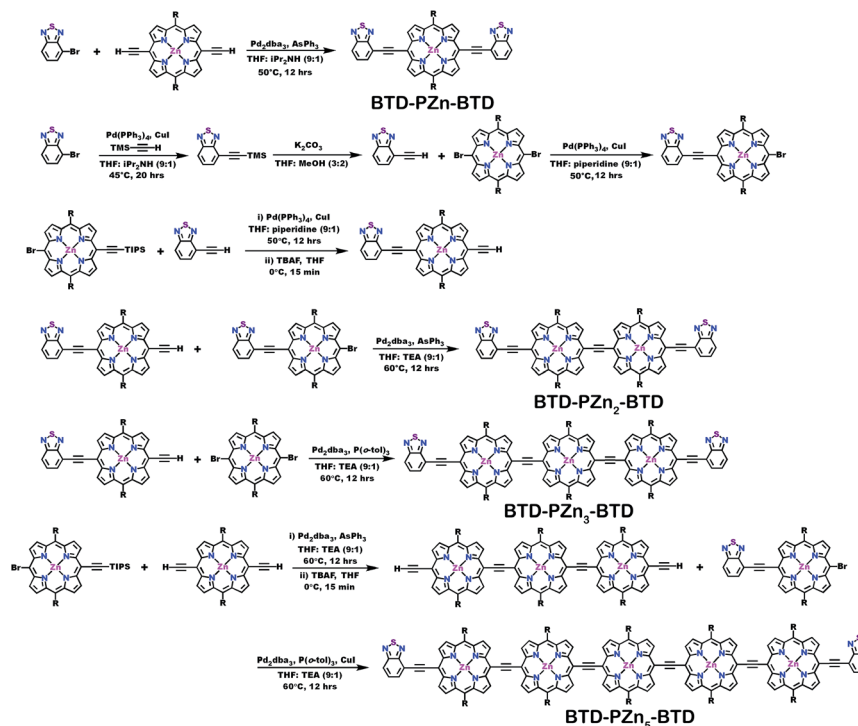 Pd2dba3, AsPh3
THF: iPr2NH (9:1)
50°C, 12 hrs
BTD-PZn-BTD
Pd(PPh3)4, CuI
TMS H
THF: iPr2NH (9:1)
45°C, 20 hrs
TMS
K2CO3
THF: MeOH (3:2)
Pd(PPh3)4, CuI
THF: piperidine (9:1)
50°C,12 hrs
TIPS
i) Pd(PPh3)4, CuI
THF: piperidine (9:1)
50°C, 12 hrs
ii) TBAF, THF
0°C, 15 min
Pd2dba3, AsPh3
THF: TEA (9:1)
60°C, 12 hrs
BTD-PZn2-BTD
Pd2dba3, P(o-tol)3
THF: TEA (9:1)
60°C, 12 hrs
BTD-PZn3-BTD
TIPS
i) Pd2dba3, AsPh3
THF: TEA (9:1)
60°C, 12 hrs
ii) TBAF, THF
0°C, 15 min
Pd2dba3, P(o-tol)3, CuI
THF: TEA (9:1)
60°C, 12 hrs
BTD-PZn5-BTD